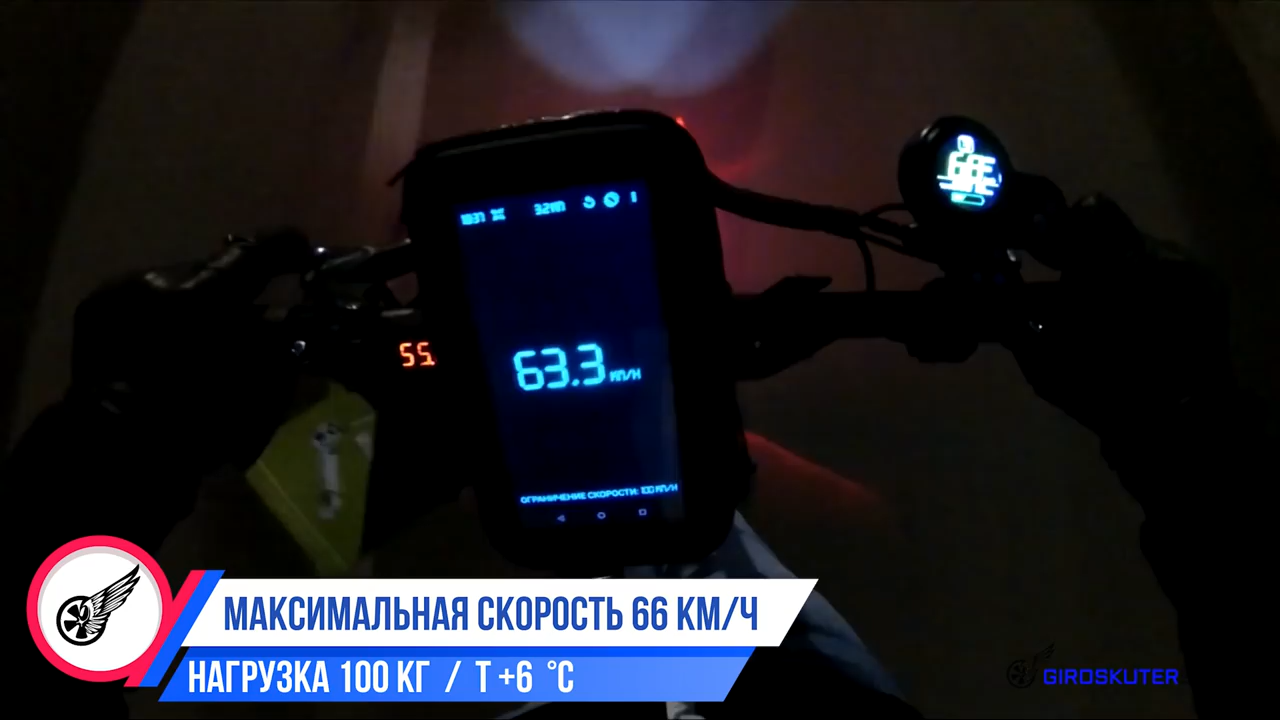 63.3 КМ/Н
55
ОГРАНИЧЕНИЕ СКОРОСТИ: 100 КМ/Н
МАКСИМАЛЬНАЯ СКОРОСТЬ 66 КМ/Ч
НАГРУЗКА 100 КГ / Т +6 °С
GIROSKUTER